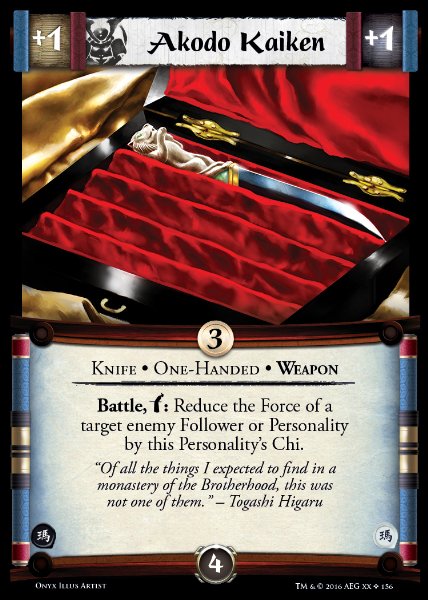 +1 Akodo Kaiken +1
3
Knife • One-Handed • Weapon
Battle, : Reduce the Force of a
target enemy Follower or Personality
by this Personality's Chi.
"Of all the things I expected to find in a
monastery of the Brotherhood, this was
not one of them." – Togashi Higaru
瑪 瑪
4
Onyx Illus Artist TM & © 2016 AEG XX ❖ 156